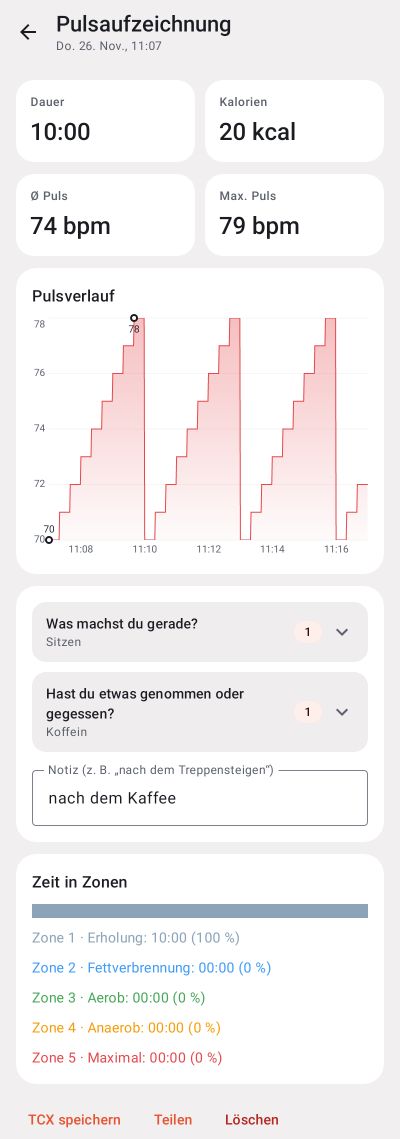 Pulsaufzeichnung
Do. 26. Nov., 11:07
Dauer
10:00
Kalorien
20 kcal
Ø Puls
74 bpm
Max. Puls
79 bpm
Pulsverlauf
78
78
76
74
72
70
70
11:08 11:10 11:12 11:14 11:16
Was machst du gerade?
Sitzen
1
Hast du etwas genommen oder
gegessen?
Koffein
1
Notiz (z. B. „nach dem Treppensteigen“)
nach dem Kaffee
Zeit in Zonen
Zone 1 · Erholung: 10:00 (100 %)
Zone 2 · Fettverbrennung: 00:00 (0 %)
Zone 3 · Aerob: 00:00 (0 %)
Zone 4 · Anaerob: 00:00 (0 %)
Zone 5 · Maximal: 00:00 (0 %)
TCX speichern Teilen Löschen